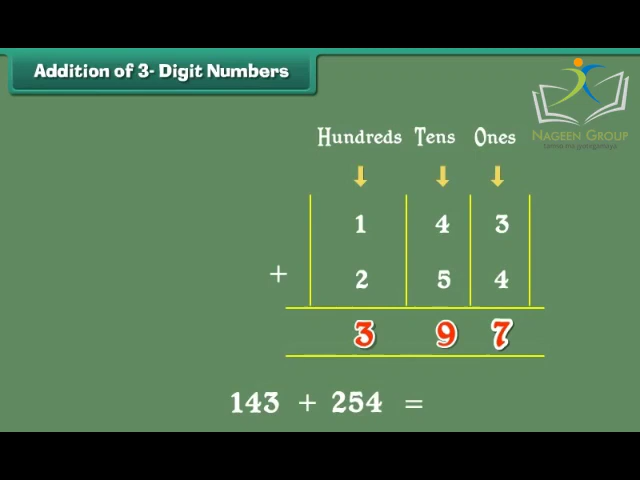 Addition of 3- Digit Numbers
NAGEEN GROUP
Hundreds Tens Ones
1 4 3
+ 2 5 4
3 9 7
143 + 254 =